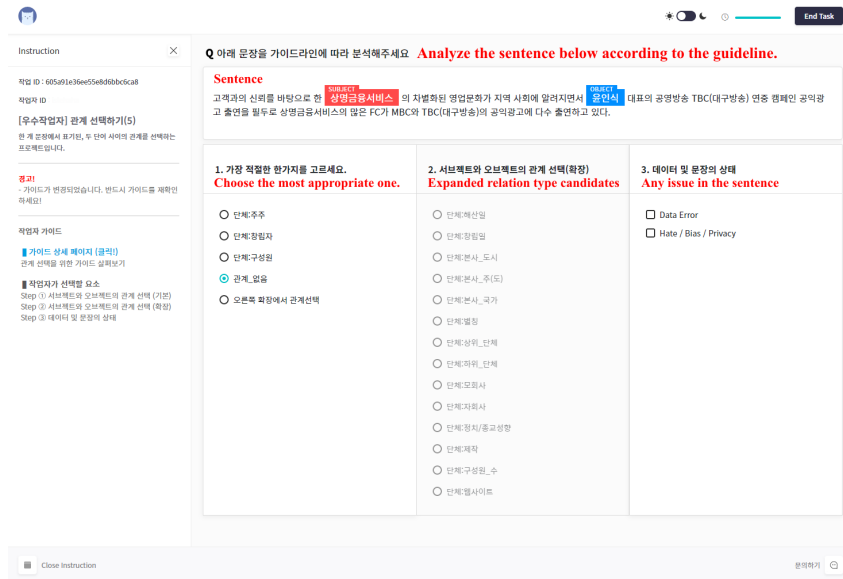 End Task
Instruction
작업 ID : 605a91e36ee55e8d6bbc6ca8
작업자 ID
[우수작업자] 관계 선택하기(5)
한 개 문장에서 표기된, 두 단어 사이의 관계를 선택하는
프로젝트입니다.
경고!
- 가이드가 변경되었습니다. 반드시 가이드를 재확인
하세요!
작업자 가이드
가이드 상세 페이지 (클릭!)
관계 선택을 위한 가이드 살펴보기
작업자가 선택할 요소
Step ① 서브젝트와 오브젝트의 관계 선택 (기본)
Step ② 서브젝트와 오브젝트의 관계 선택 (확장)
Step ③ 데이터 및 문장의 상태
Q 아래 문장을 가이드라인에 따라 분석해주세요 Analyze the sentence below according to the guideline.
Sentence
SUBJECT OBJECT
고객과의 신뢰를 바탕으로 한 상명금융서비스 의 차별화된 영업문화가 지역 사회에 알려지면서 윤인식 대표의 공영방송 TBC(대구방송) 연중 캠페인 공익광
고 출연을 필두로 상명금융서비스의 많은 FC가 MBC와 TBC(대구방송)의 공익광고에 다수 출연하고 있다.
1. 가장 적절한 한가지를 고르세요.
Choose the most appropriate one.
단체:주주
단체:창립자
단체:구성원
관계_없음
오른쪽 확장에서 관계선택
2. 서브젝트와 오브젝트의 관계 선택(확장)
Expanded relation type candidates
단체:해산일
단체:창립일
단체:본사_도시
단체:본사_주(도)
단체:본사_국가
단체:별칭
단체:상위_단체
단체:하위_단체
단체:모회사
단체:자회사
단체:정치/종교성향
단체:제작
단체:구성원_수
단체:웹사이트
3. 데이터 및 문장의 상태
Any issue in the sentence
Data Error
Hate / Bias / Privacy
Close Instruction
문의하기